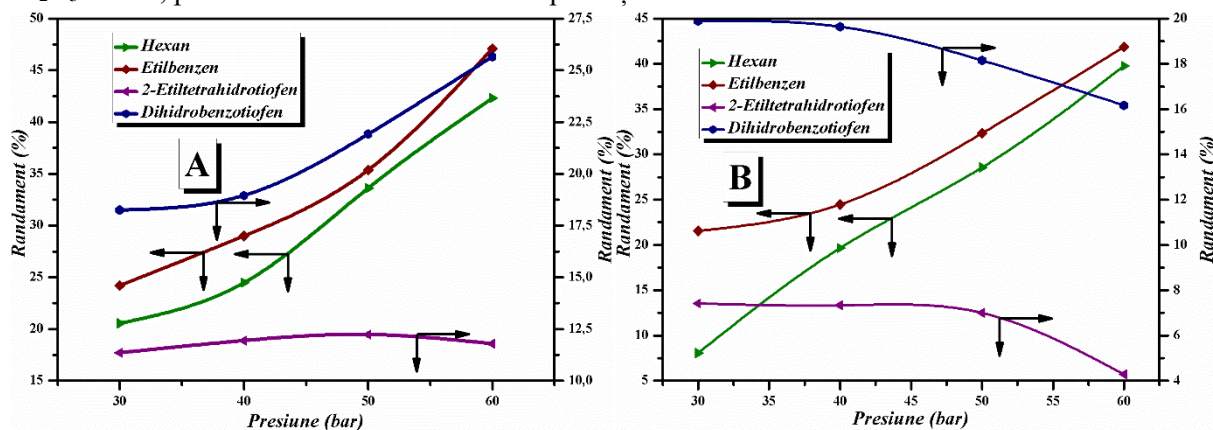 Hexan
Etilbenzen
2-Etiltetrahidrotiofen
Dihidrobenzotiofen
A
50
45
40
35
30
25
20
15
Randament (%)
27,5
25,0
22,5
20,0
17,5
15,0
12,5
10,0
Randament (%)
30
40
50
60
Presiune (bar)
Hexan
Etilbenzen
2-Etiltetrahidrotiofen
Dihidrobenzotiofen
B
45
40
35
30
25
20
15
10
5
Randament (%)
20
18
16
14
12
10
8
6
4
Randament (%)
30
35
40
45
50
55
60
Presiune (bar)